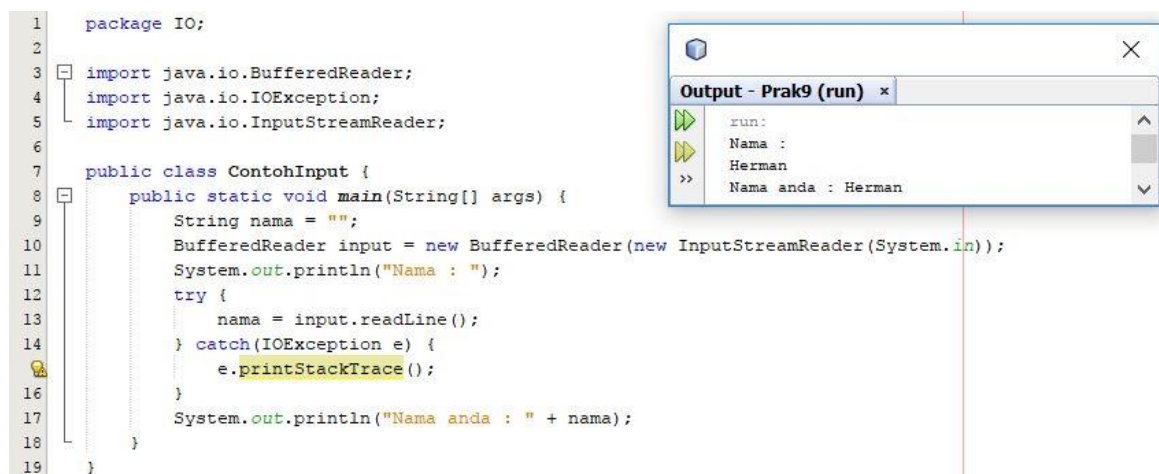 1 package IO;
2
3 import java.io.BufferedReader;
4 import java.io.IOException;
5 import java.io.InputStreamReader;
6
7 public class ContohInput {
8 public static void main(String[] args) {
9 String nama = "";
10 BufferedReader input = new BufferedReader(new InputStreamReader(System.in));
11 System.out.println("Nama : ");
12 try {
13 nama = input.readLine();
14 } catch(IOException e) {
e.printStackTrace();
16 }
17 System.out.println("Nama anda : " + nama);
18 }
19 }
Output - Prak9 (run) ×
run:
Nama :
Herman
Nama anda : Herman